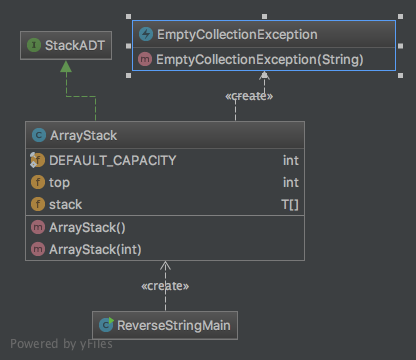 EmptyCollectionException
StackADT
EmptyCollectionException(String)
«create»
ArrayStack
DEFAULT_CAPACITY int
top int
stack T[]
ArrayStack()
ArrayStack(int)
«create»
ReverseStringMain
Powered by yFiles